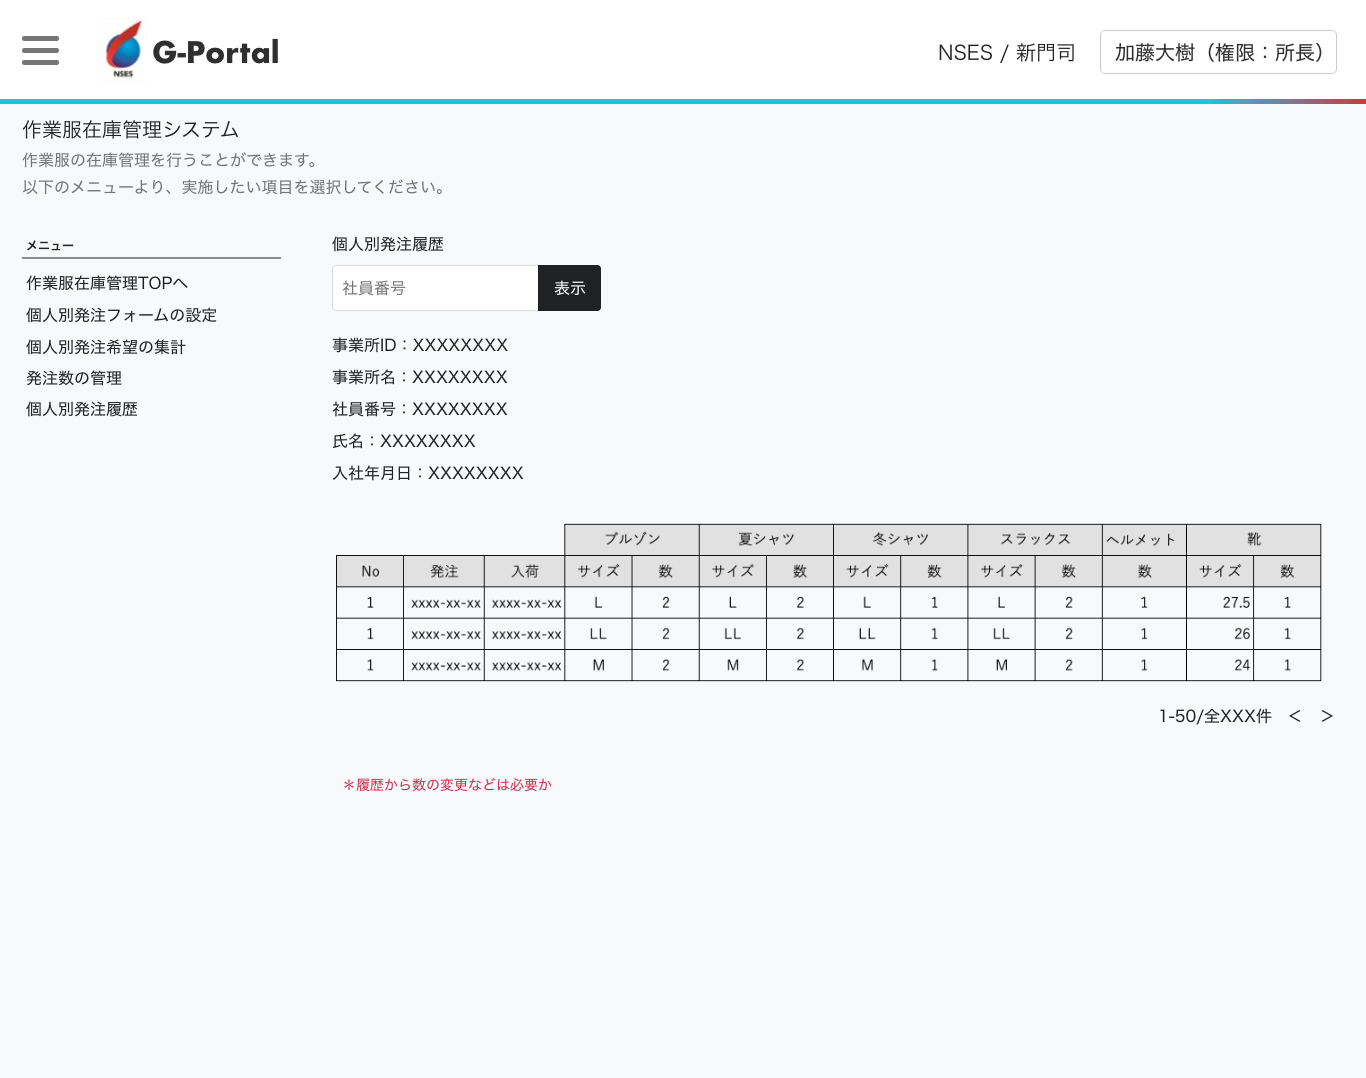 NSES
G-Portal
NSES / 新門司
加藤大樹（権限：所長）
作業服在庫管理システム
作業服の在庫管理を行うことができます。
以下のメニューより、実施したい項目を選択してください。
メニュー
作業服在庫管理TOPへ
個人別発注フォームの設定
個人別発注希望の集計
発注数の管理
個人別発注履歴
個人別発注履歴
社員番号 表示
事業所ID：XXXXXXXX
事業所名：XXXXXXXX
社員番号：XXXXXXXX
氏名：XXXXXXXX
入社年月日：XXXXXXXX
ブルゾン 夏シャツ 冬シャツ スラックス ヘルメット 靴
No 発注 入荷 サイズ 数 サイズ 数 サイズ 数 サイズ 数 数 サイズ 数
1 xxxx-xx-xx xxxx-xx-xx L 2 L 2 L 1 L 2 1 27.5 1
1 xxxx-xx-xx xxxx-xx-xx LL 2 LL 2 LL 1 LL 2 1 26 1
1 xxxx-xx-xx xxxx-xx-xx M 2 M 2 M 1 M 2 1 24 1
1-50/全XXX件 ＜ ＞
＊履歴から数の変更などは必要か